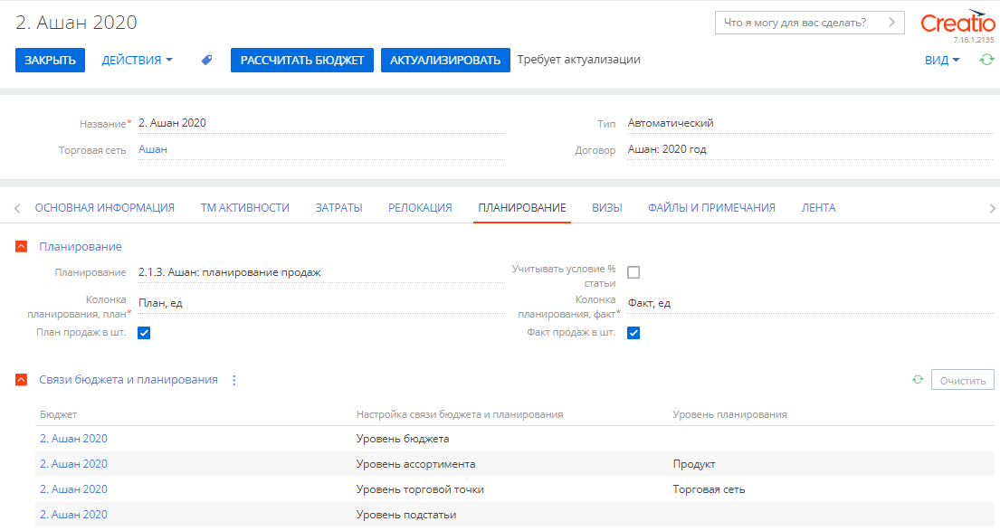 2. Ашан 2020
Что я могу для вас сделать?
Creatio
7.16.1.2135
ЗАКРЫТЬ ДЕЙСТВИЯ РАССЧИТАТЬ БЮДЖЕТ АКТУАЛИЗИРОВАТЬ Требует актуализации ВИД
Название* 2. Ашан 2020 Тип Автоматический
Торговая сеть Ашан Договор Ашан: 2020 год
ОСНОВНАЯ ИНФОРМАЦИЯ ТМ АКТИВНОСТИ ЗАТРАТЫ РЕЛОКАЦИЯ ПЛАНИРОВАНИЕ ВИЗЫ ФАЙЛЫ И ПРИМЕЧАНИЯ ЛЕНТА
Планирование
Планирование 2.1.3. Ашан: планирование продаж
Учитывать условие %
статьи
Колонка
планирования, план* План, ед
Колонка
планирования, факт* Факт, ед
План продаж в шт. Факт продаж в шт.
Связи бюджета и планирования Очистить
Бюджет Настройка связи бюджета и планирования Уровень планирования
2. Ашан 2020 Уровень бюджета
2. Ашан 2020 Уровень ассортимента Продукт
2. Ашан 2020 Уровень торговой точки Торговая сеть
2. Ашан 2020 Уровень подстатьи